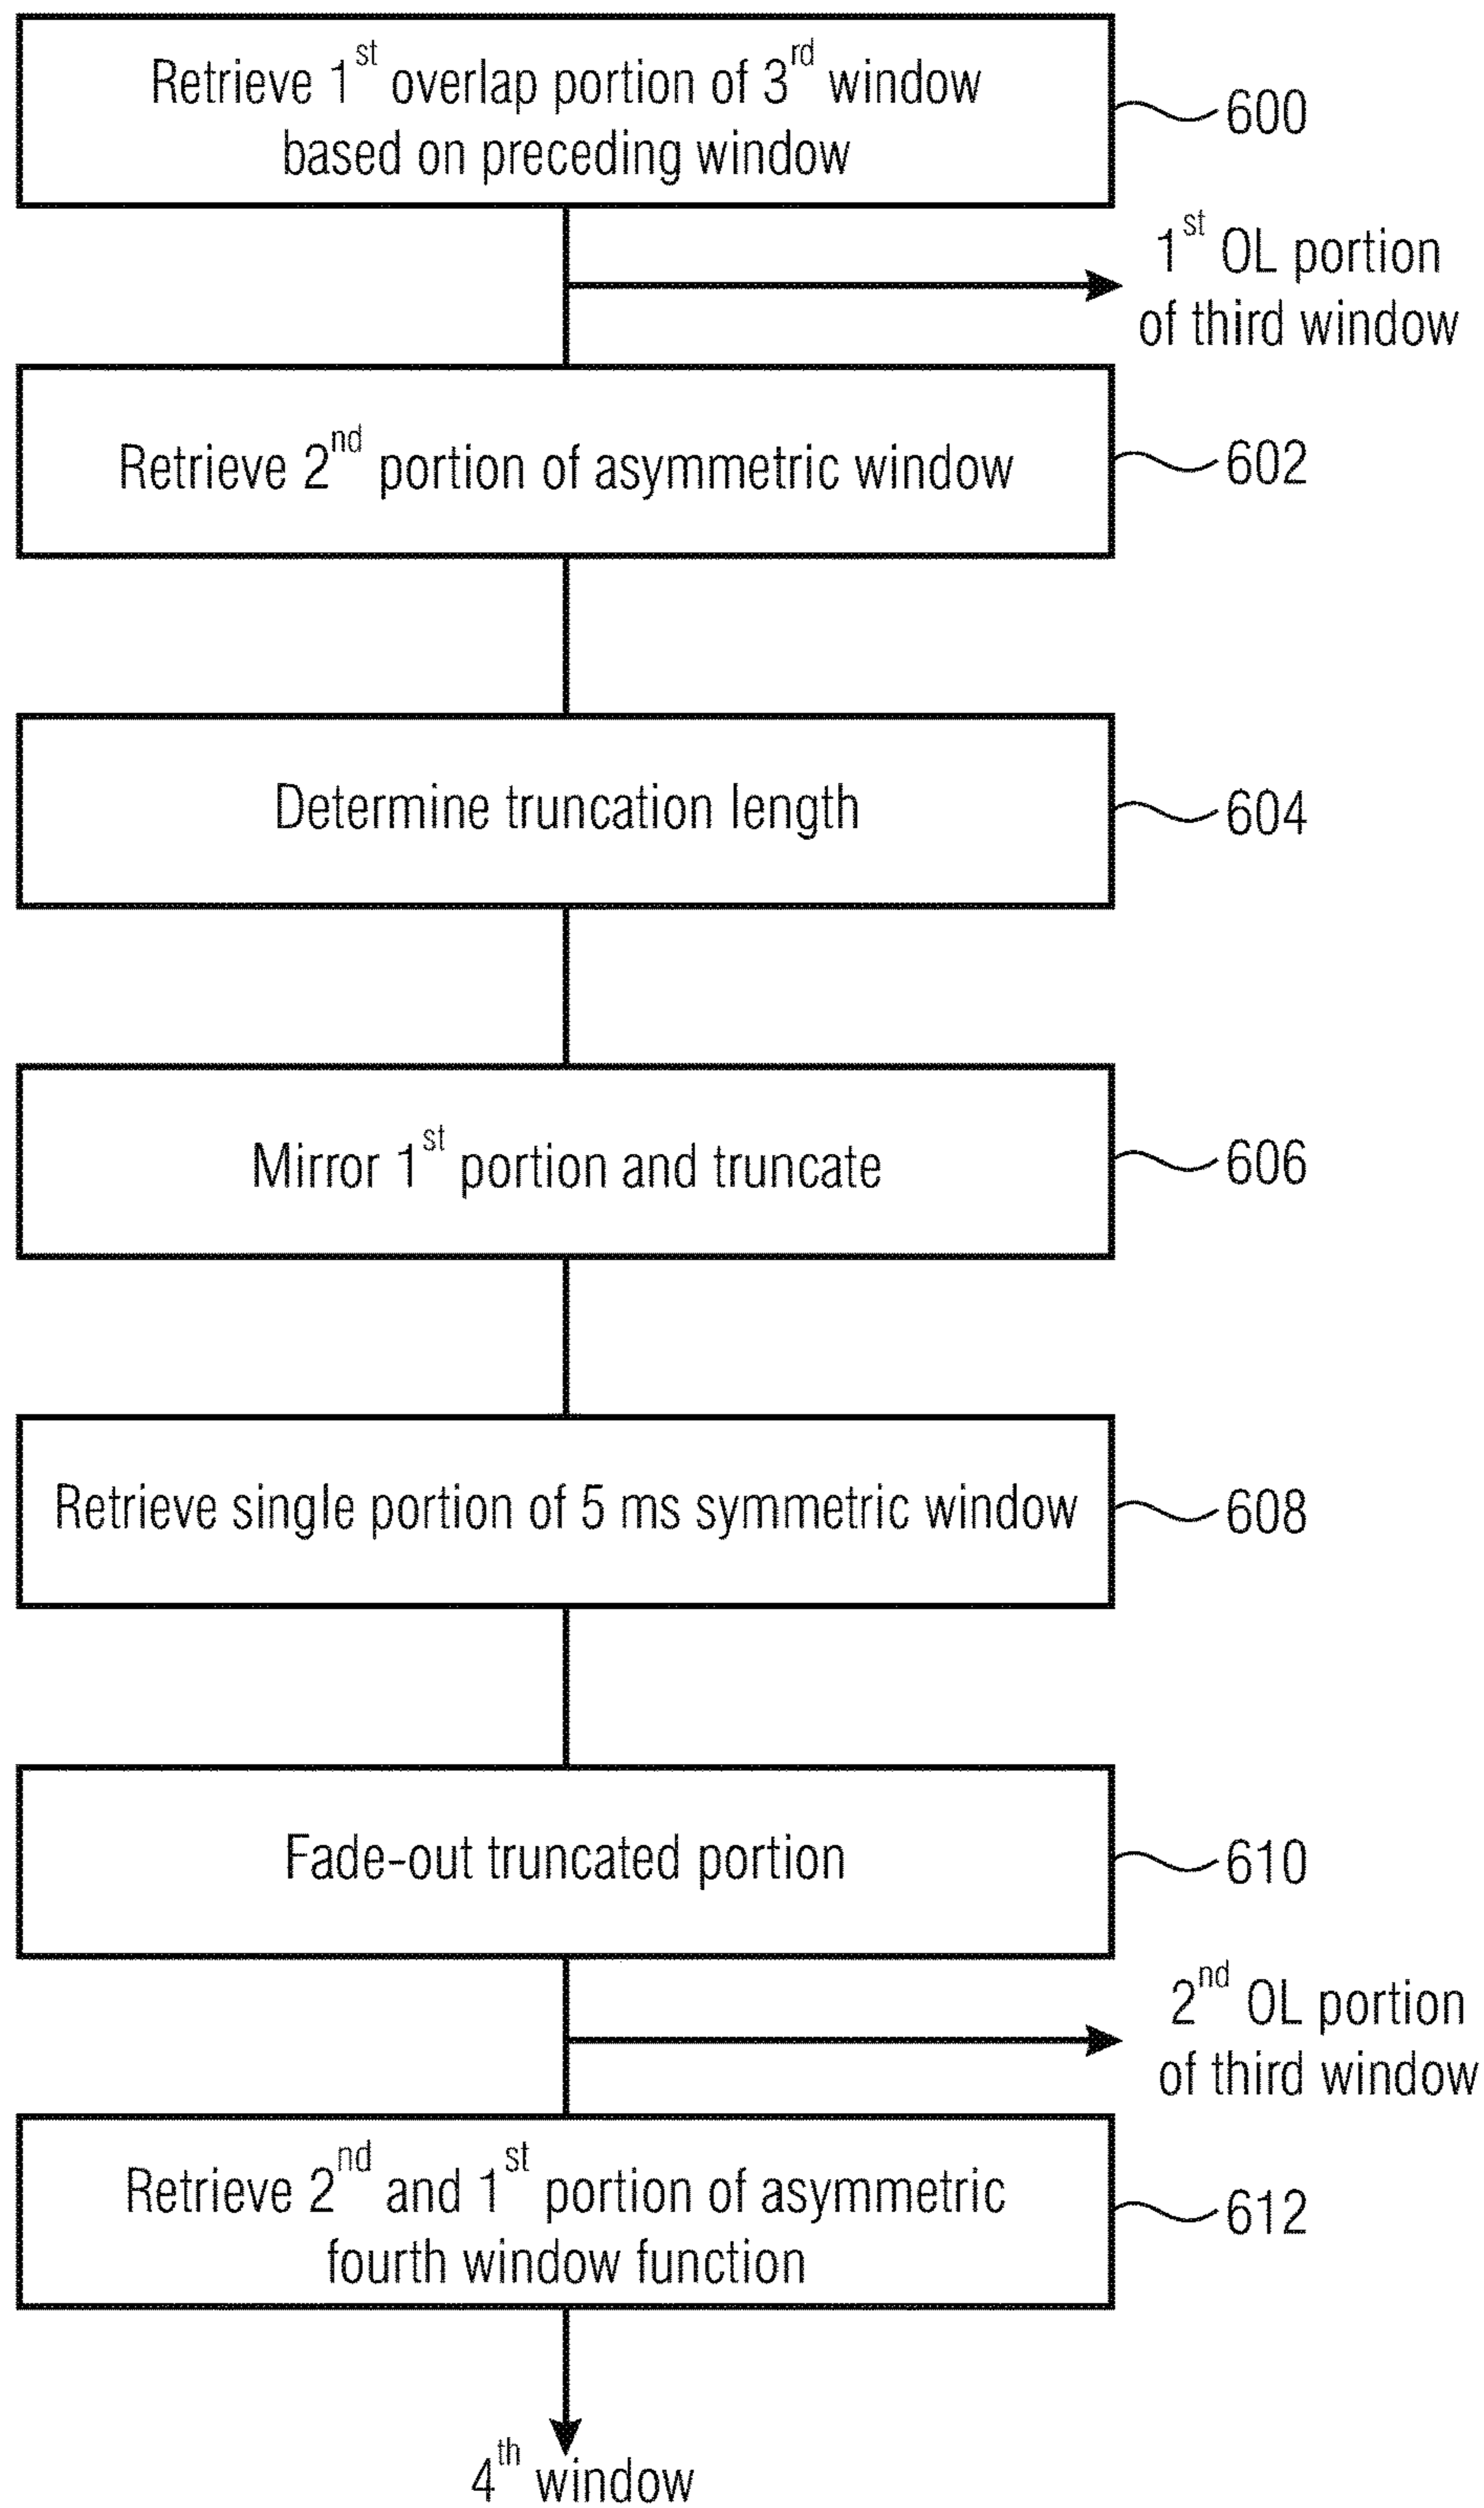 Retrieve 1st overlap portion of 3rd window
based on preceding window
600
1st OL portion
of third window
Retrieve 2nd portion of asymmetric window
602
Determine truncation length
604
Mirror 1st portion and truncate
606
Retrieve single portion of 5 ms symmetric window
608
Fade-out truncated portion
610
2nd OL portion
of third window
Retrieve 2nd and 1st portion of asymmetric
fourth window function
612
4th window